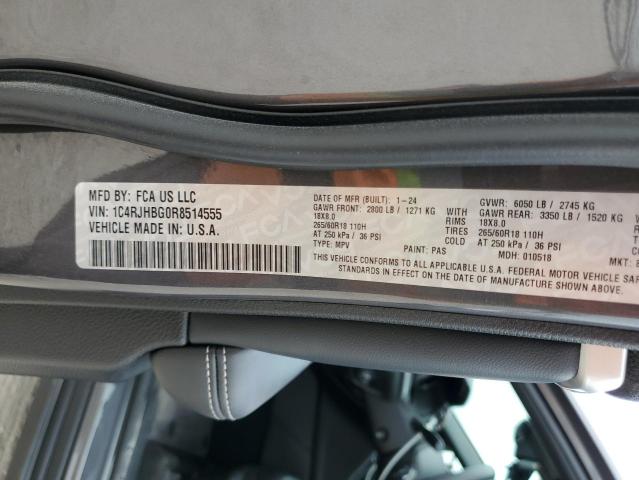 MFD BY: FCA US LLC
VIN: 1C4RJHBG0R8514555
VEHICLE MADE IN: U.S.A.
DATE OF MFR (BUILT): 1-24
GAWR FRONT: 2800 LB / 1271 KG
18X8.0
265/60R18 110H
AT 250 kPa / 36 PSI
TYPE: MPV
PAINT: PAS
WITH
RIMS
TIRES
COLD
GVWR: 6050 LB / 2745 KG
GAWR REAR: 3350 LB / 1520 KG
18X8.0
265/60R18 110H
AT 250 kPa / 36 PSI
MDH: 010518
MKT:
THIS VEHICLE CONFORMS TO ALL APPLICABLE U.S.A. FEDERAL MOTOR VEHICLE
STANDARDS IN EFFECT ON THE DATE OF MANUFACTURE SHOWN ABOVE.